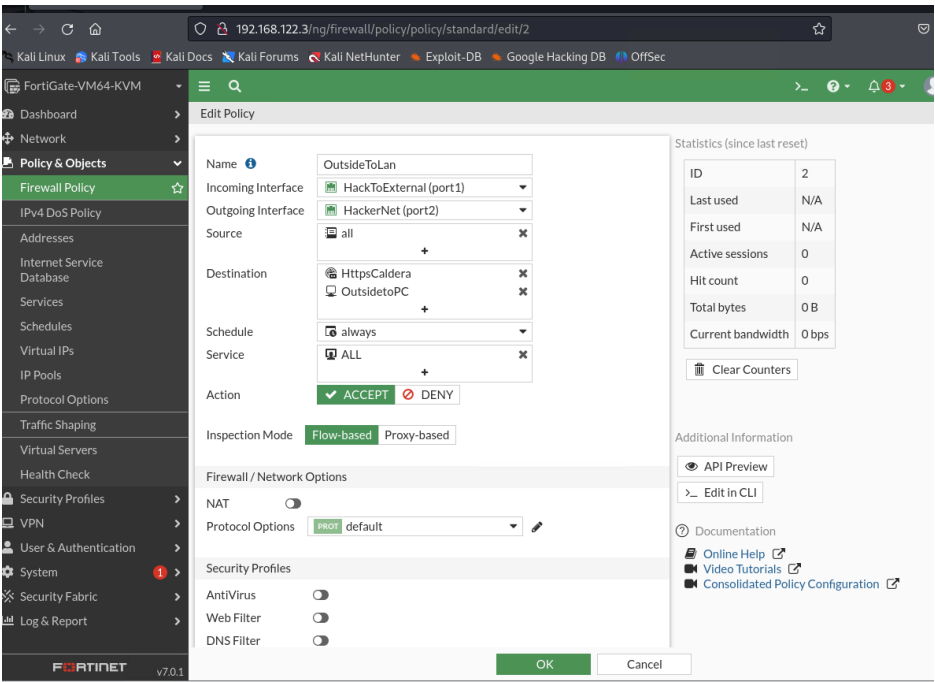 192.168.122.3/ng/firewall/policy/policy/standard/edit/2
Kali Linux Kali Tools Kali Docs Kali Forums Kali NetHunter Exploit-DB Google Hacking DB OffSec
FortiGate-VM64-KVM
>_ ? 3
Dashboard
Network
Policy & Objects
Firewall Policy
IPv4 DoS Policy
Addresses
Internet Service
Database
Services
Schedules
Virtual IPs
IP Pools
Protocol Options
Traffic Shaping
Virtual Servers
Health Check
Security Profiles
VPN
User & Authentication
System 1
Security Fabric
Log & Report
FORTINET v7.0.1
Edit Policy
Name OutsideToLan
Incoming Interface HackToExternal (port1)
Outgoing Interface HackerNet (port2)
Source all
+
Destination HttpsCaldera
OutsidetoPC
+
Schedule always
Service ALL
+
Action ACCEPT DENY
Inspection Mode Flow-based Proxy-based
Firewall / Network Options
NAT
Protocol Options PROT default
Security Profiles
AntiVirus
Web Filter
DNS Filter
OK Cancel
Statistics (since last reset)
ID 2
Last used N/A
First used N/A
Active sessions 0
Hit count 0
Total bytes 0 B
Current bandwidth 0 bps
Clear Counters
Additional Information
API Preview
>_ Edit in CLI
Documentation
Online Help
Video Tutorials
Consolidated Policy Configuration